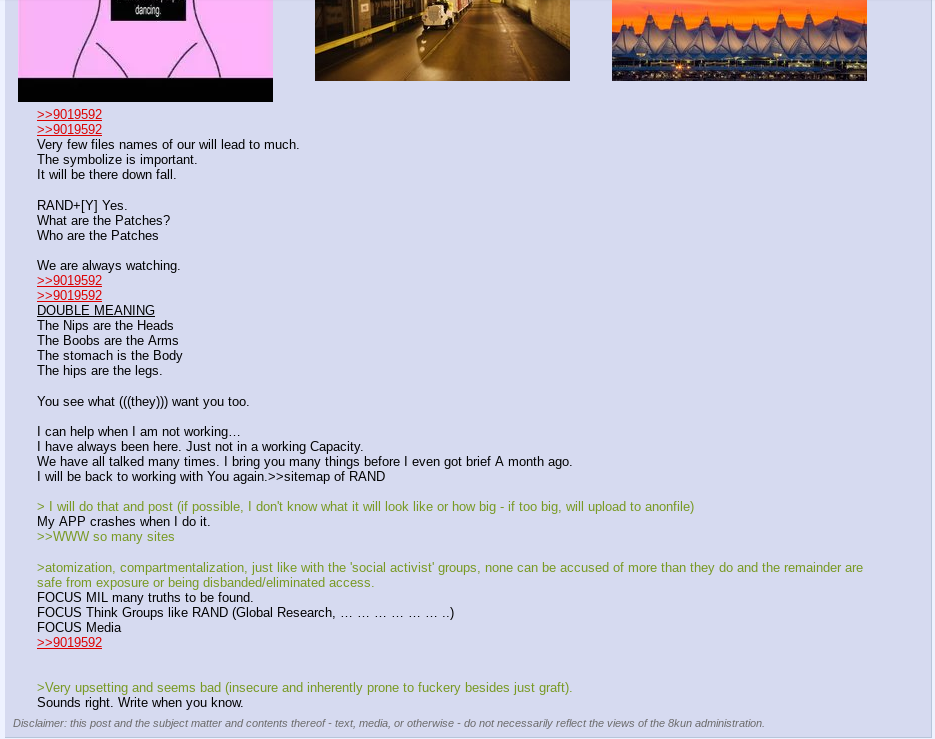 dancing.
>>9019592
>>9019592
Very few files names of our will lead to much.
The symbolize is important.
It will be there down fall.
RAND+[Y] Yes.
What are the Patches?
Who are the Patches
We are always watching.
>>9019592
>>9019592
DOUBLE MEANING
The Nips are the Heads
The Boobs are the Arms
The stomach is the Body
The hips are the legs.
You see what (((they))) want you too.
I can help when I am not working…
I have always been here. Just not in a working Capacity.
We have all talked many times. I bring you many things before I even got brief A month ago.
I will be back to working with You again.>>sitemap of RAND
> I will do that and post (if possible, I don't know what it will look like or how big - if too big, will upload to anonfile)
My APP crashes when I do it.
>>WWW so many sites
>atomization, compartmentalization, just like with the 'social activist' groups, none can be accused of more than they do and the remainder are
safe from exposure or being disbanded/eliminated access.
FOCUS MIL many truths to be found.
FOCUS Think Groups like RAND (Global Research, … … … … … … ..)
FOCUS Media
>>9019592
>Very upsetting and seems bad (insecure and inherently prone to fuckery besides just graft).
Sounds right. Write when you know.
Disclaimer: this post and the subject matter and contents thereof - text, media, or otherwise - do not necessarily reflect the views of the 8kun administration.